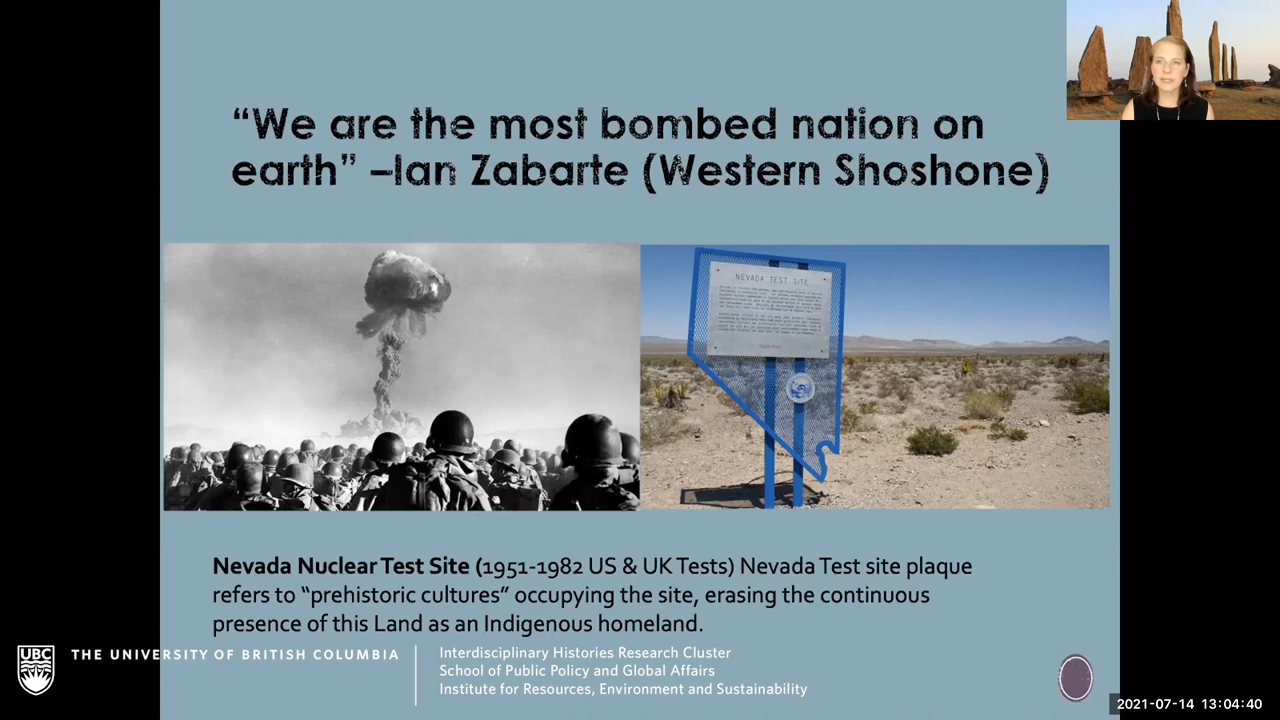 “We are the most bombed nation on
earth” –Ian Zabarte (Western Shoshone)
NEVADA TEST SITE
Nevada Nuclear Test Site (1951-1982 US & UK Tests) Nevada Test site plaque
refers to “prehistoric cultures” occupying the site, erasing the continuous
presence of this Land as an Indigenous homeland.
UBC
THE UNIVERSITY OF BRITISH COLUMBIA
Interdisciplinary Histories Research Cluster
School of Public Policy and Global Affairs
Institute for Resources, Environment and Sustainability
2021-07-14 13:04:40